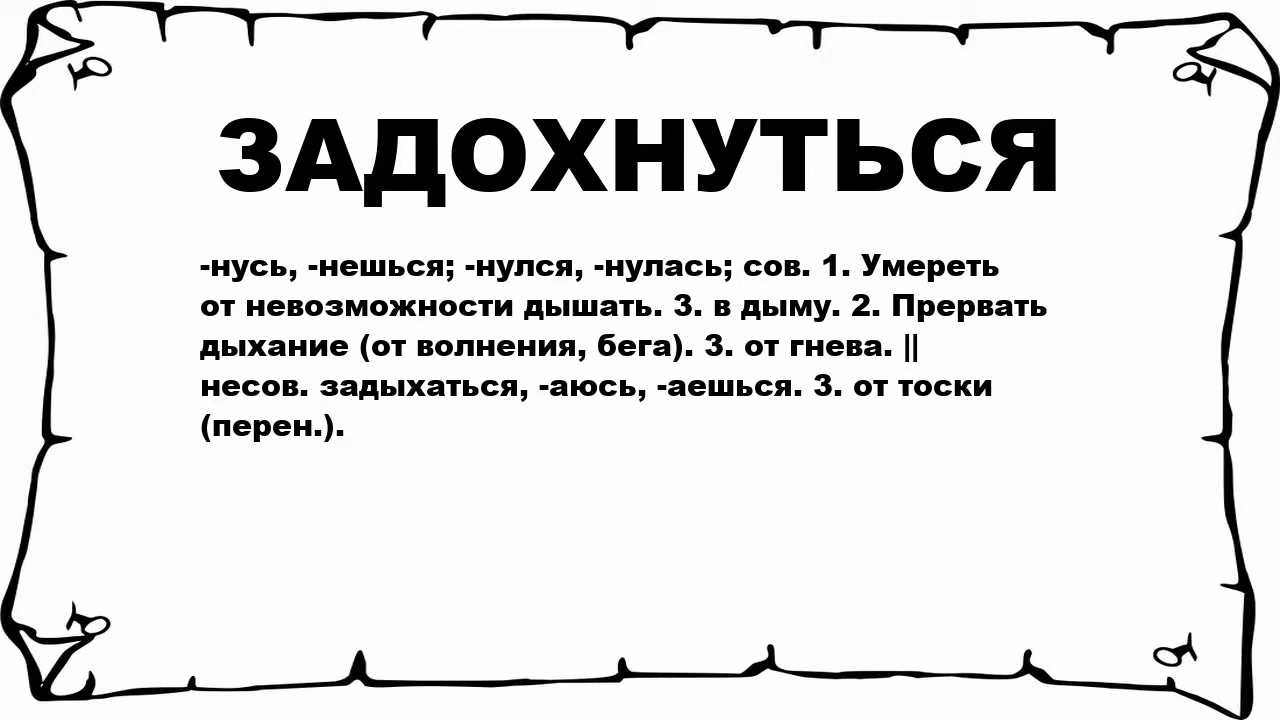 ЗАДОХНУТЬСЯ
-нусь, -нешься; -нулся, -нулась; сов. 1. Умереть
от невозможности дышать. З. в дыму. 2. Прервать
дыхание (от волнения, бега). З. от гнева. ||
несов. задыхаться, -аюсь, -аешься. З. от тоски
(перен.).